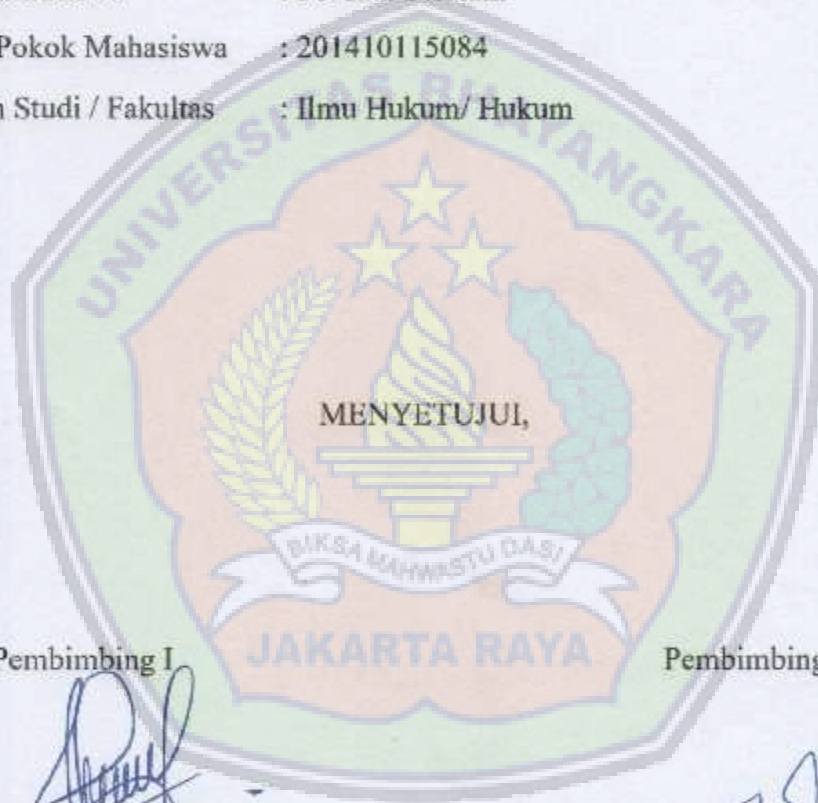 Pokok Mahasiswa : 201410115084
Studi / Fakultas : Ilmu Hukum/ Hukum
UNIVERSITAS BHAYANGKARA
MENYETUJUI,
BIKSA MAHWASTU DASI
JAKARTA RAYA
Pembimbing I Pembimbing